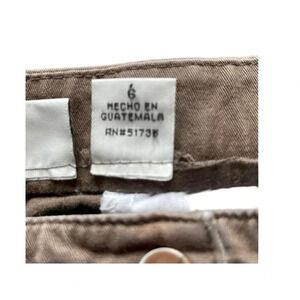 6
HECHO EN
GUATEMALA
RN#51738